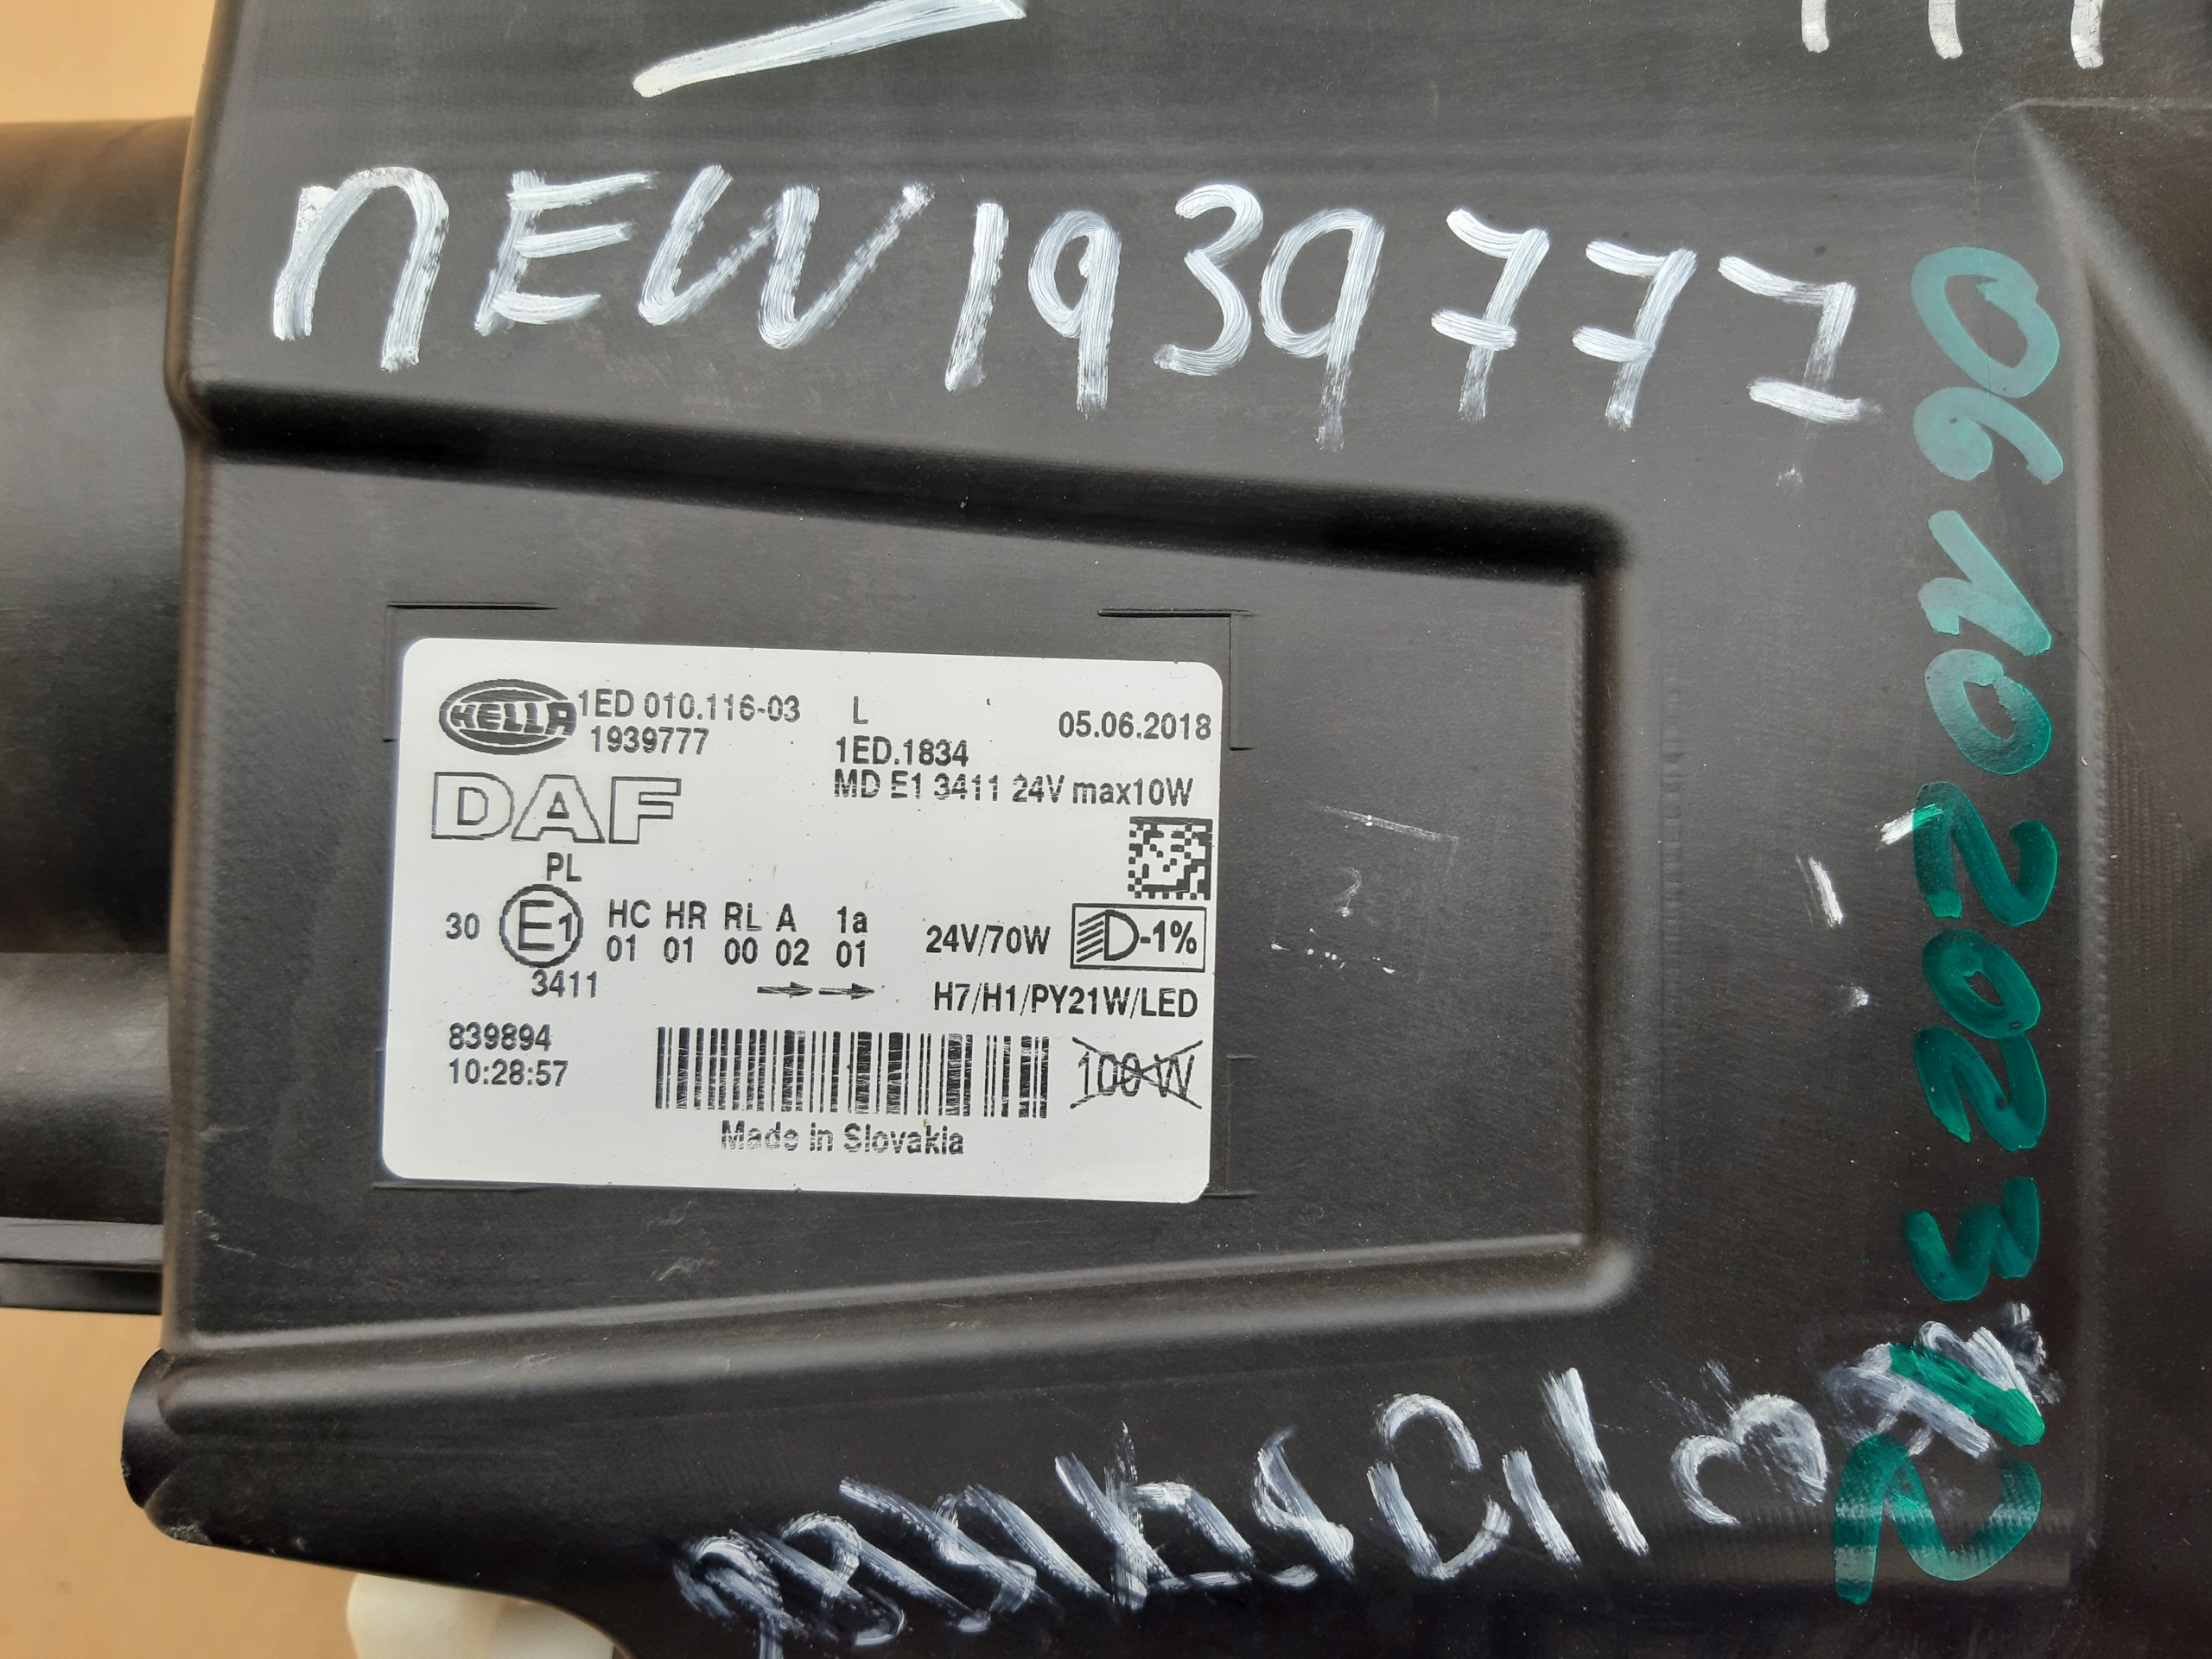 NEW 1939777
HELLA 1ED 010.116-03 L 05.06.2018
1939777 1ED.1834
DAF MD E1 3411 24V max10W
PL
30 E1 HC HR RL A 1a
01 01 00 02 01
24V/70W -1%
3411
H7/H1/PY21W/LED
839894
10:28:57
100 W
Made in Slovakia